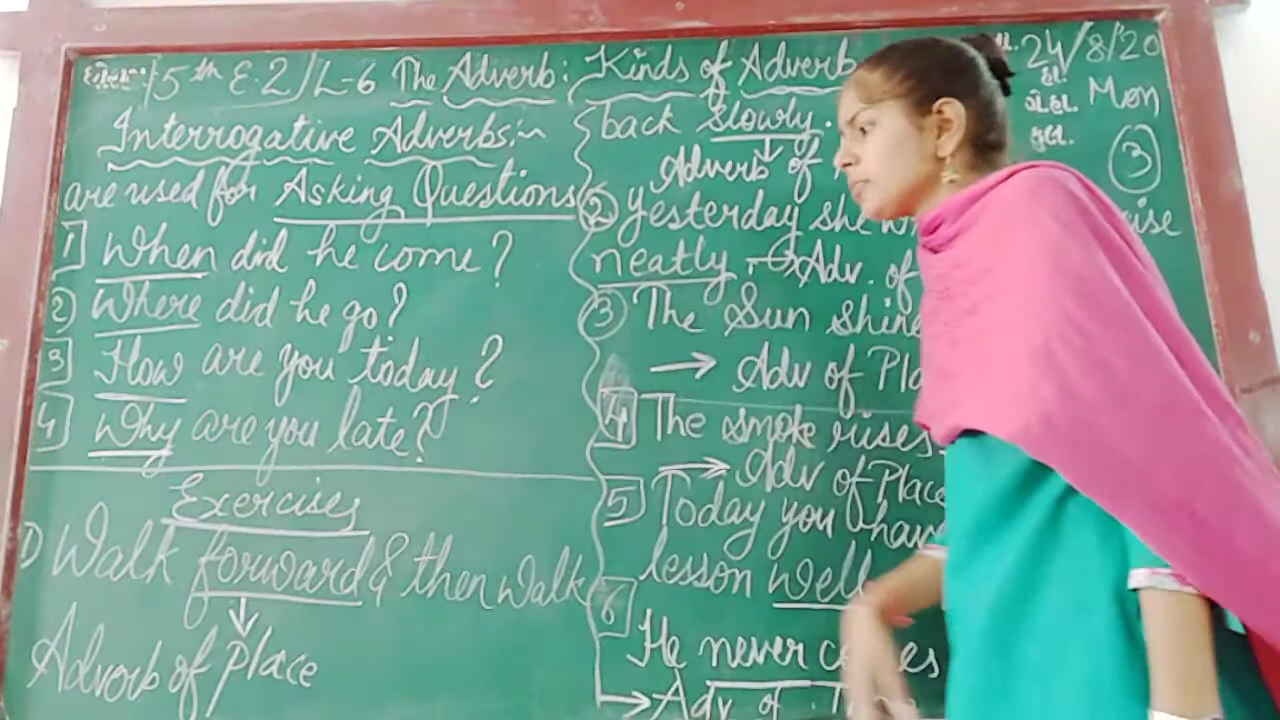 5th E.2 L-6 The Adverb: Kinds of Adverb
24/8/20
Mon
3
Interrogative Adverbs:~
are used for Asking Questions
1 When did he come?
2) Where did he go?
3 How are you today?
4 Why are you late?
Exercises
1) Walk forward & then walk
Adverb of place
back slowly.
Adverb of
2 yesterday she
neatly → Adv. of
3 The Sun shine
→ Adv of Pla
4 The smoke rises
→ Adv of Place
5 Today you have
lesson well
6
He never
→ Adv of